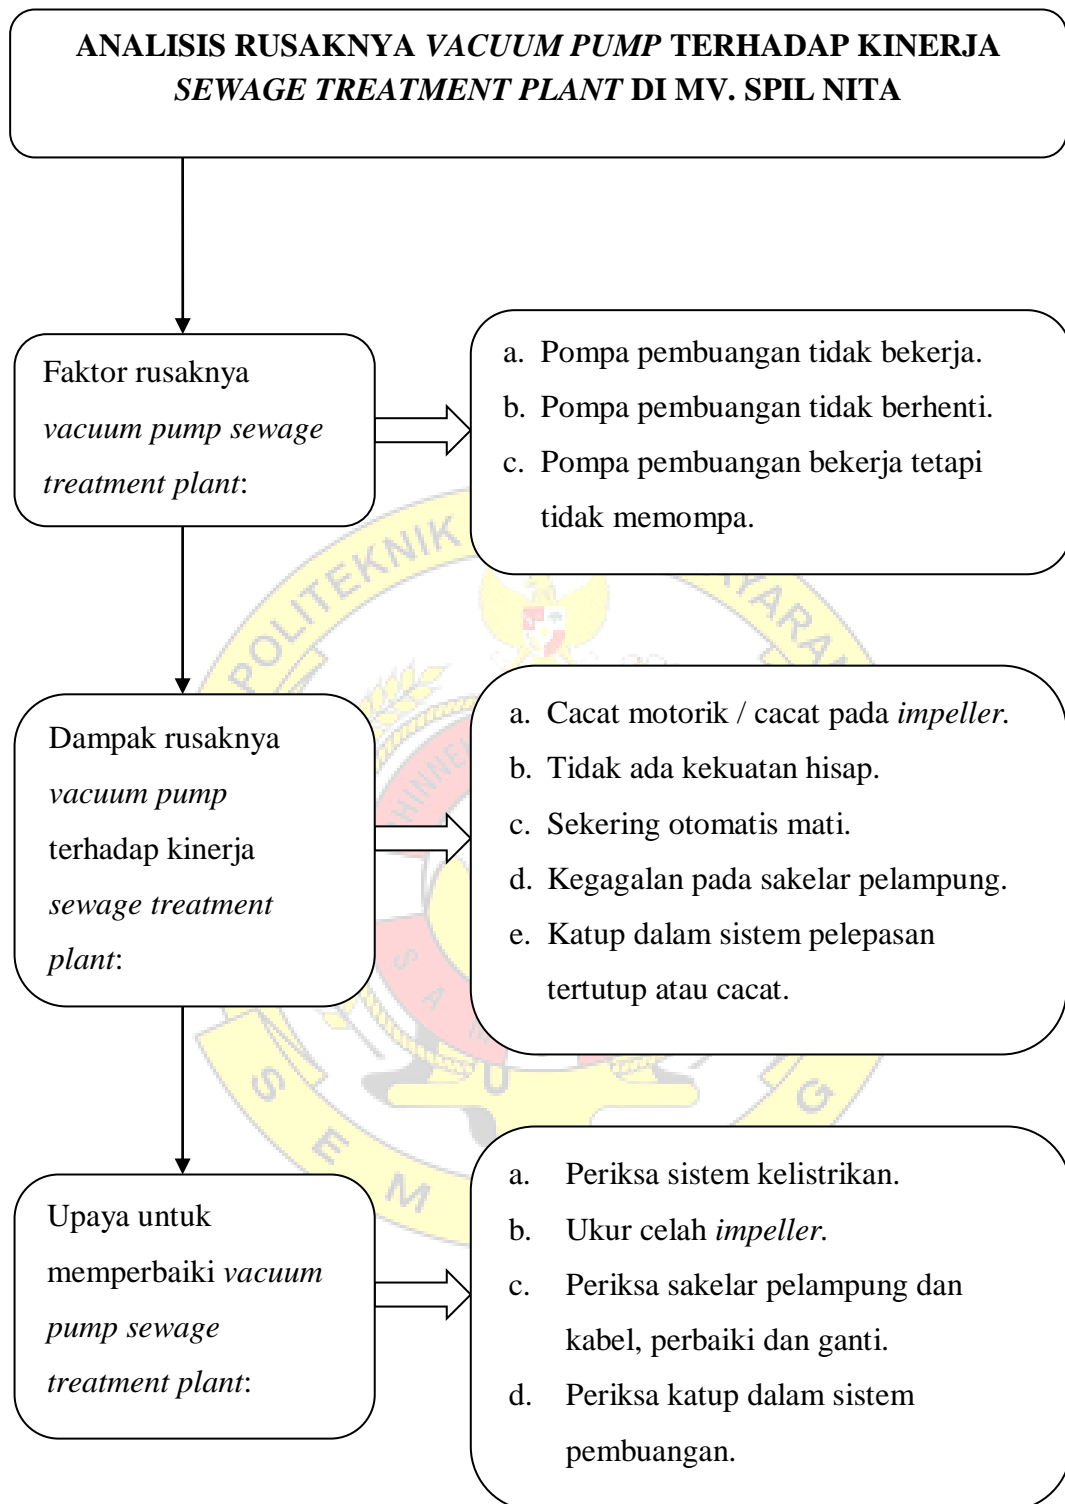 ANALISIS RUSAKNYA VACUUM PUMP TERHADAP KINERJA
SEWAGE TREATMENT PLANT DI MV. SPIL NITA
Faktor rusaknya
vacuum pump sewage
treatment plant:
a. Pompa pembuangan tidak bekerja.
b. Pompa pembuangan tidak berhenti.
c. Pompa pembuangan bekerja tetapi
tidak memompa.
POLITEKNIK
Dampak rusaknya
vacuum pump
terhadap kinerja
sewage treatment
plant:
a. Cacat motorik / cacat pada impeller.
b. Tidak ada kekuatan hisap.
c. Sekering otomatis mati.
d. Kegagalan pada sakelar pelampung.
e. Katup dalam sistem pelepasan
tertutup atau cacat.
Upaya untuk
memperbaiki vacuum
pump sewage
treatment plant:
a. Periksa sistem kelistrikan.
b. Ukur celah impeller.
c. Periksa sakelar pelampung dan
kabel, perbaiki dan ganti.
d. Periksa katup dalam sistem
pembuangan.